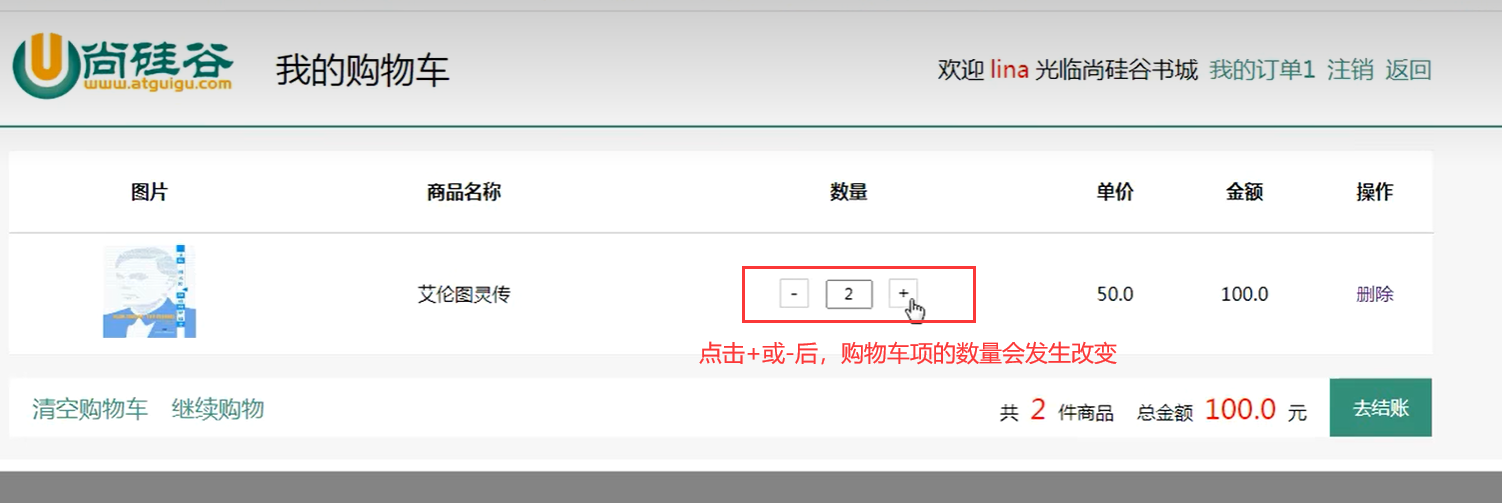 尚硅谷
www.atguigu.com
我的购物车
欢迎 lina 光临尚硅谷书城 我的订单1 注销 返回
图片 商品名称 数量 单价 金额 操作
艾伦图灵传 - 2 + 50.0 100.0 删除
点击+或-后，购物车项的数量会发生改变
清空购物车 继续购物 共 2 件商品 总金额 100.0 元 去结账